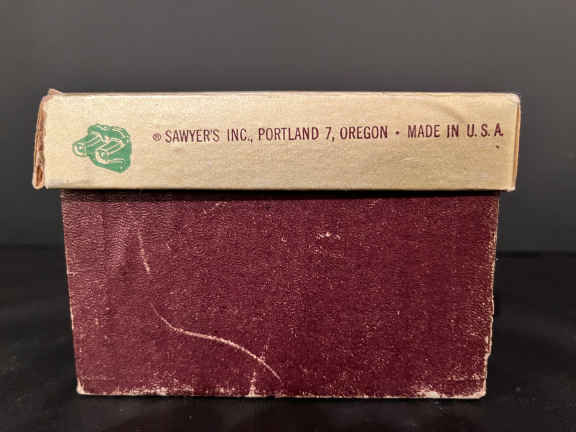 ® SAWYER'S INC., PORTLAND 7, OREGON • MADE IN U.S.A.